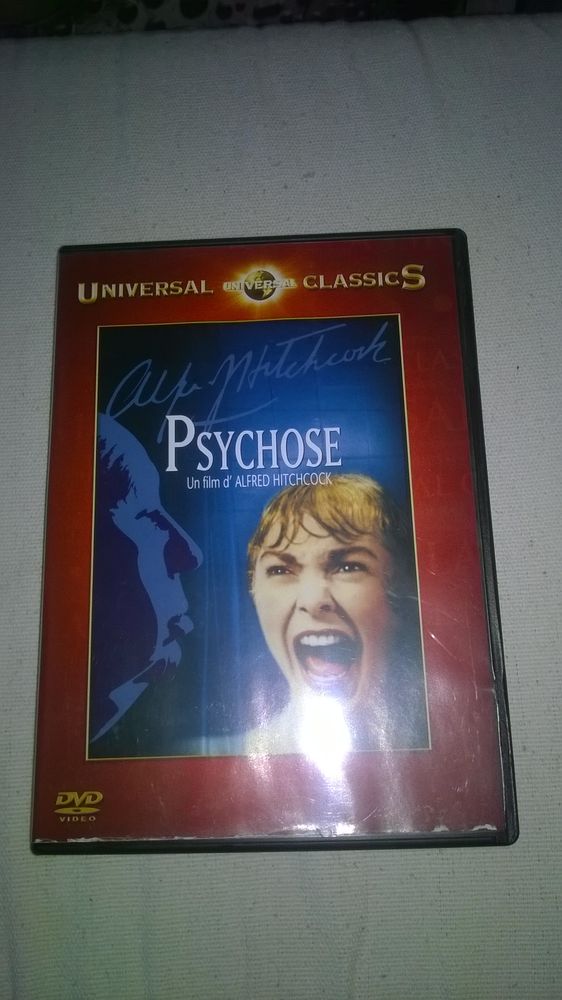 UNIVERSAL UNIVERSAL CLASSICS
Alfred Hitchcock
PSYCHOSE
Un film d' ALFRED HITCHCOCK
DVD
VIDEO